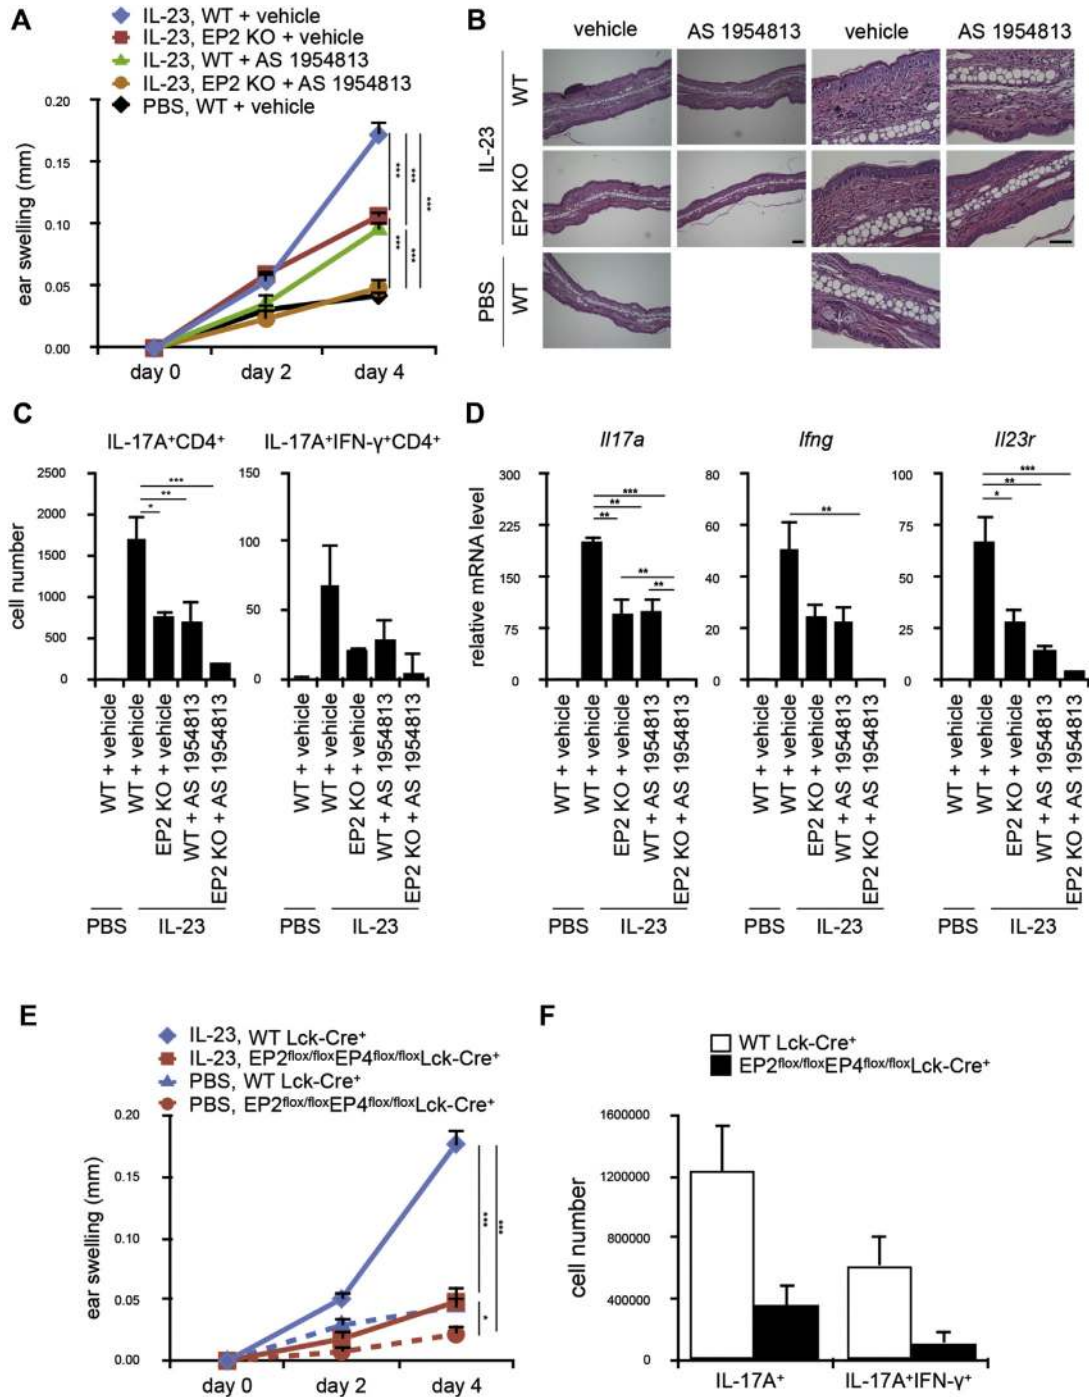 A
IL-23, WT + vehicle
IL-23, EP2 KO + vehicle
IL-23, WT + AS 1954813
IL-23, EP2 KO + AS 1954813
PBS, WT + vehicle
ear swelling (mm)
0.20
0.15
0.10
0.05
0.00
day 0 day 2 day 4
*** *** ***
*** ***
B
vehicle AS 1954813 vehicle AS 1954813
IL-23
WT
EP2 KO
PBS
WT
C
IL-17A⁺CD4⁺
cell number
2500
2000
1500
1000
500
0
***
**
*
WT + vehicle
WT + vehicle
EP2 KO + vehicle
WT + AS 1954813
EP2 KO + AS 1954813
PBS IL-23
IL-17A⁺IFN-γ⁺CD4⁺
150
100
50
0
WT + vehicle
WT + vehicle
EP2 KO + vehicle
WT + AS 1954813
EP2 KO + AS 1954813
PBS IL-23
D
Il17a
relative mRNA level
300
225
150
75
0
***
**
**
**
**
WT + vehicle
WT + vehicle
EP2 KO + vehicle
WT + AS 1954813
EP2 KO + AS 1954813
PBS IL-23
Ifng
80
60
40
20
0
**
WT + vehicle
WT + vehicle
EP2 KO + vehicle
WT + AS 1954813
EP2 KO + AS 1954813
PBS IL-23
Il23r
100
75
50
25
0
***
**
*
WT + vehicle
WT + vehicle
EP2 KO + vehicle
WT + AS 1954813
EP2 KO + AS 1954813
PBS IL-23
E
IL-23, WT Lck-Cre⁺
IL-23, EP2flox/floxEP4flox/floxLck-Cre⁺
PBS, WT Lck-Cre⁺
PBS, EP2flox/floxEP4flox/floxLck-Cre⁺
ear swelling (mm)
0.20
0.15
0.10
0.05
0.00
day 0 day 2 day 4
*** ***
*
F
WT Lck-Cre⁺
EP2flox/floxEP4flox/floxLck-Cre⁺
cell number
1600000
1200000
800000
400000
0
IL-17A⁺ IL-17A⁺IFN-γ⁺